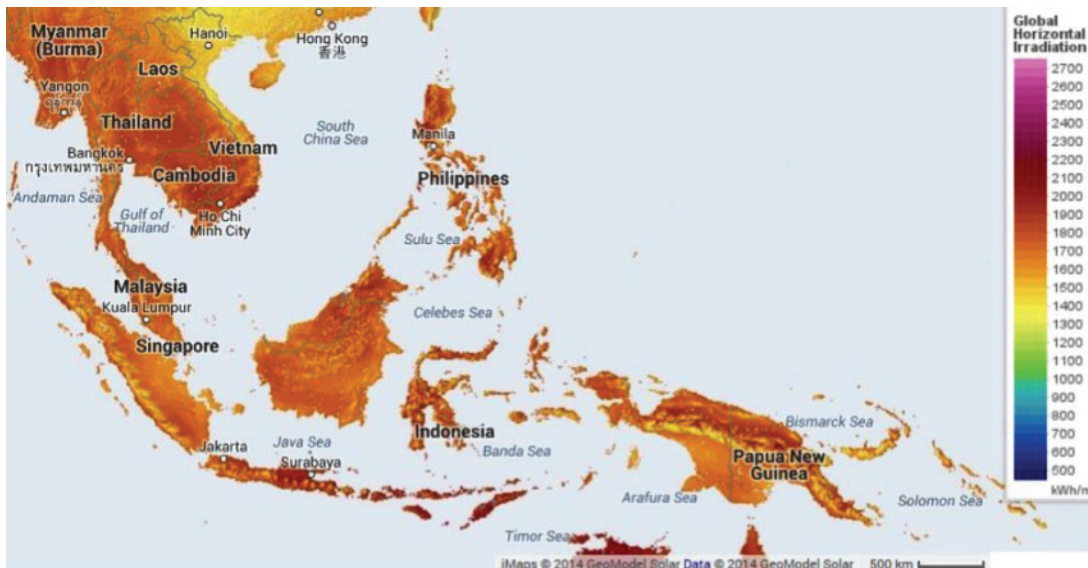 Myanmar
(Burma)
Hanoi
Hong Kong
香港
Laos
Yangon
ရန်ကုန်
Thailand
South
China Sea
Manila
Vietnam
Bangkok
กรุงเทพมหานคร
Cambodia
Philippines
Andaman Sea
Gulf of
Thailand
Ho Chi
Minh City
Sulu Sea
Malaysia
Kuala Lumpur
Celebes Sea
Singapore
Jakarta
Java Sea
Surabaya
Indonesia
Banda Sea
Bismarck Sea
Papua New
Guinea
Arafura Sea
Solomon Sea
Timor Sea
iMaps © 2014 GeoModel Solar Data © 2014 GeoModel Solar
500 km
Global
Horizontal
Irradiation
2700
2600
2500
2400
2300
2200
2100
2000
1900
1800
1700
1600
1500
1400
1300
1200
1100
1000
900
800
700
600
500
kWh/m